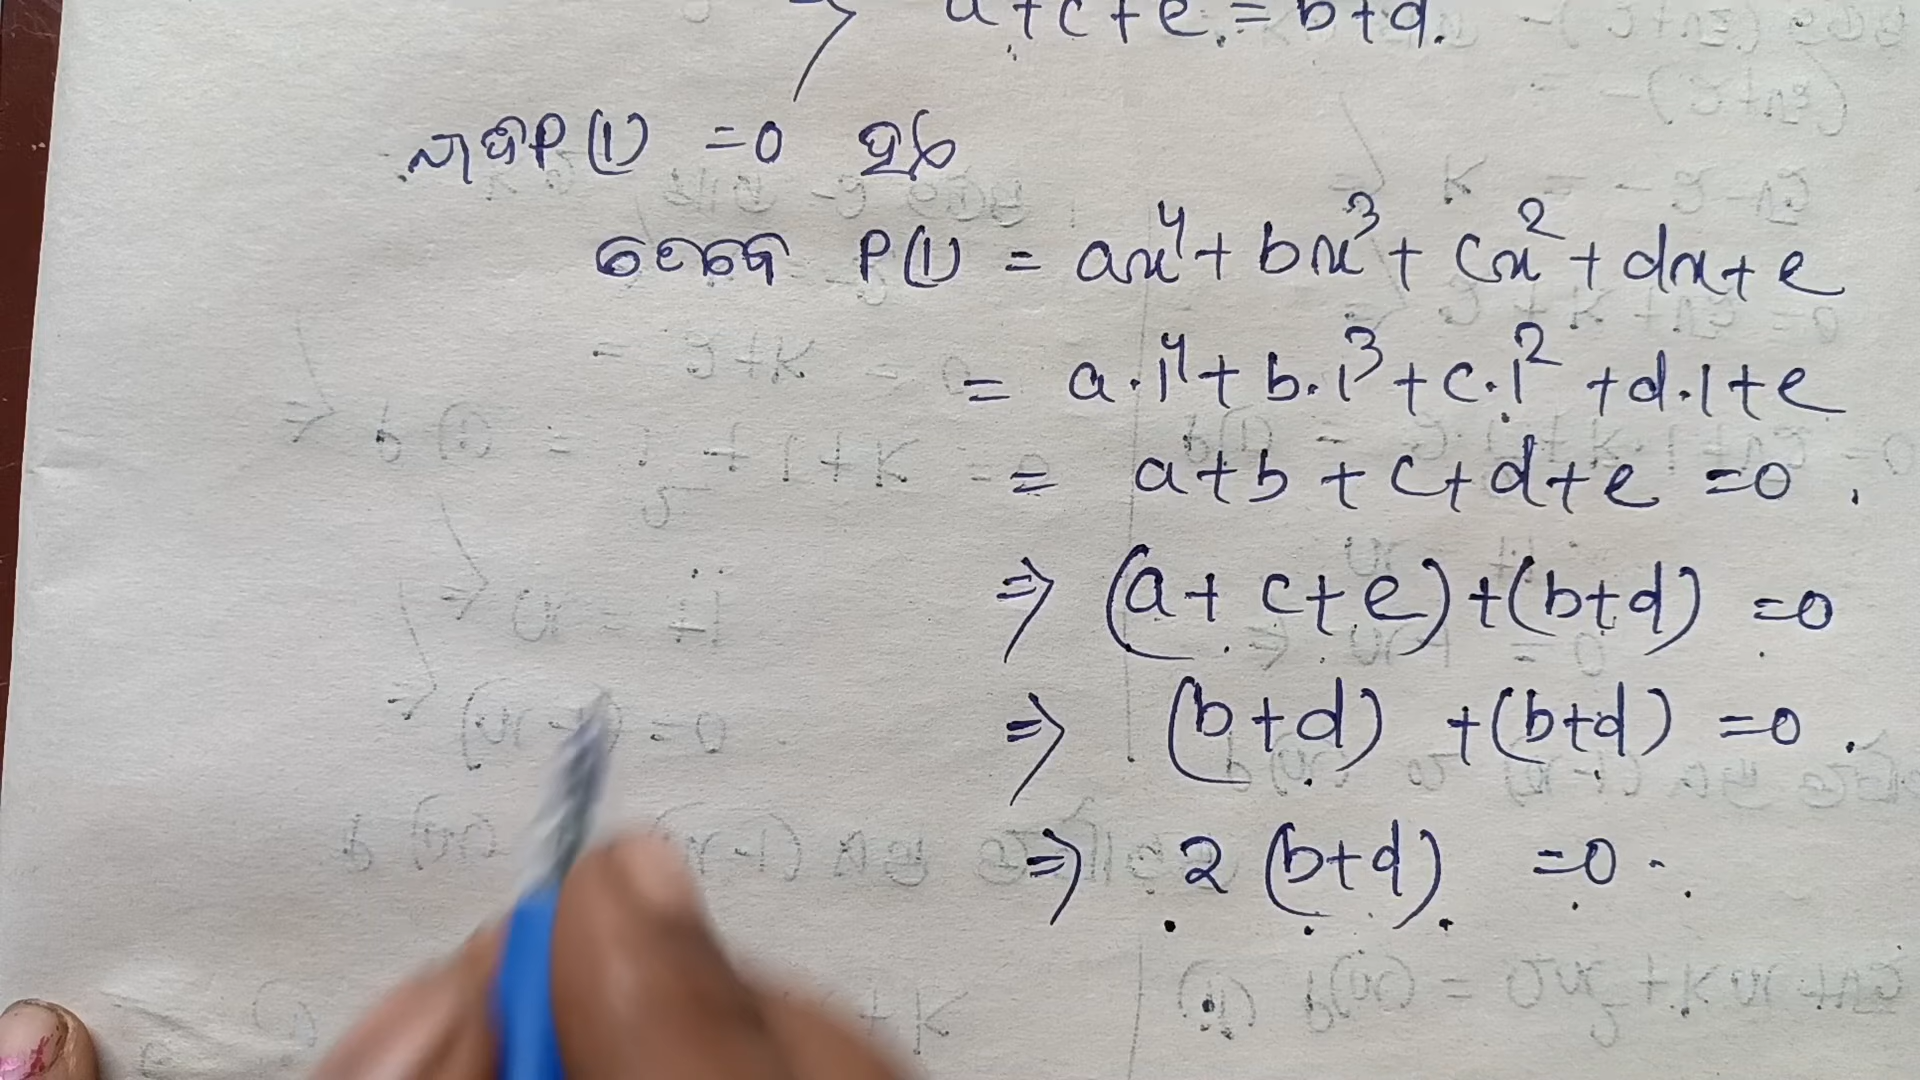 ⇒ a+c+e = b+d.
ଯଦି P(1) =0 ହୁଏ
ତେବେ P(1) = ax⁴+ bx³+ cx²+ dx+e
= a.1⁴+ b.1³+c.1² +d.1+e
= a+b+c+d+e =0.
⇒ (a+ c+e)+(b+d) =0
⇒ (b+d) +(b+d) =0.
⇒ 2 (b+d) =0.